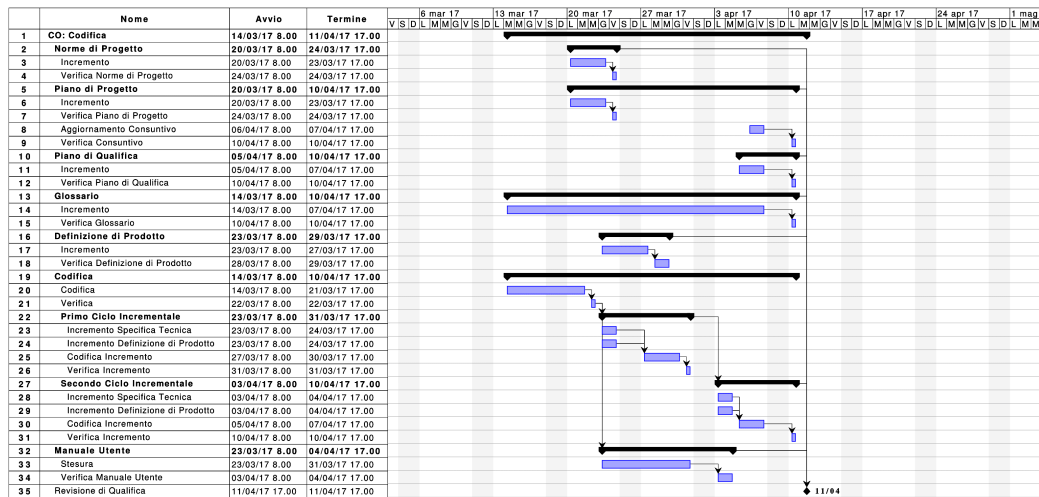 6 mar 17 13 mar 17 20 mar 17 27 mar 17 3 apr 17 10 apr 17 17 apr 17 24 apr 17 1 mag
Nome Avvio Termine V S D L M M G V S D L M M G V S D L M M G V S D L M M G V S D L M M G V S D L M M G V S D L M M G V S D L M M G V S D L M M
1 CO: Codifica 14/03/17 8.00 11/04/17 17.00
2 Norme di Progetto 20/03/17 8.00 24/03/17 17.00
3 Incremento 20/03/17 8.00 23/03/17 17.00
4 Verifica Norme di Progetto 24/03/17 8.00 24/03/17 17.00
5 Piano di Progetto 20/03/17 8.00 10/04/17 17.00
6 Incremento 20/03/17 8.00 23/03/17 17.00
7 Verifica Piano di Progetto 24/03/17 8.00 24/03/17 17.00
8 Aggiornamento Consuntivo 06/04/17 8.00 07/04/17 17.00
9 Verifica Consuntivo 10/04/17 8.00 10/04/17 17.00
10 Piano di Qualifica 05/04/17 8.00 10/04/17 17.00
11 Incremento 05/04/17 8.00 07/04/17 17.00
12 Verifica Piano di Qualifica 10/04/17 8.00 10/04/17 17.00
13 Glossario 14/03/17 8.00 10/04/17 17.00
14 Incremento 14/03/17 8.00 07/04/17 17.00
15 Verifica Glossario 10/04/17 8.00 10/04/17 17.00
16 Definizione di Prodotto 23/03/17 8.00 29/03/17 17.00
17 Incremento 23/03/17 8.00 27/03/17 17.00
18 Verifica Definizione di Prodotto 28/03/17 8.00 29/03/17 17.00
19 Codifica 14/03/17 8.00 10/04/17 17.00
20 Codifica 14/03/17 8.00 21/03/17 17.00
21 Verifica 22/03/17 8.00 22/03/17 17.00
22 Primo Ciclo Incrementale 23/03/17 8.00 31/03/17 17.00
23 Incremento Specifica Tecnica 23/03/17 8.00 24/03/17 17.00
24 Incremento Definizione di Prodotto 23/03/17 8.00 24/03/17 17.00
25 Codifica Incremento 27/03/17 8.00 30/03/17 17.00
26 Verifica Incremento 31/03/17 8.00 31/03/17 17.00
27 Secondo Ciclo Incrementale 03/04/17 8.00 10/04/17 17.00
28 Incremento Specifica Tecnica 03/04/17 8.00 04/04/17 17.00
29 Incremento Definizione di Prodotto 03/04/17 8.00 04/04/17 17.00
30 Codifica Incremento 05/04/17 8.00 07/04/17 17.00
31 Verifica Incremento 10/04/17 8.00 10/04/17 17.00
32 Manuale Utente 23/03/17 8.00 04/04/17 17.00
33 Stesura 23/03/17 8.00 31/03/17 17.00
34 Verifica Manuale Utente 03/04/17 8.00 04/04/17 17.00
35 Revisione di Qualifica 11/04/17 17.00 11/04/17 17.00 11/04